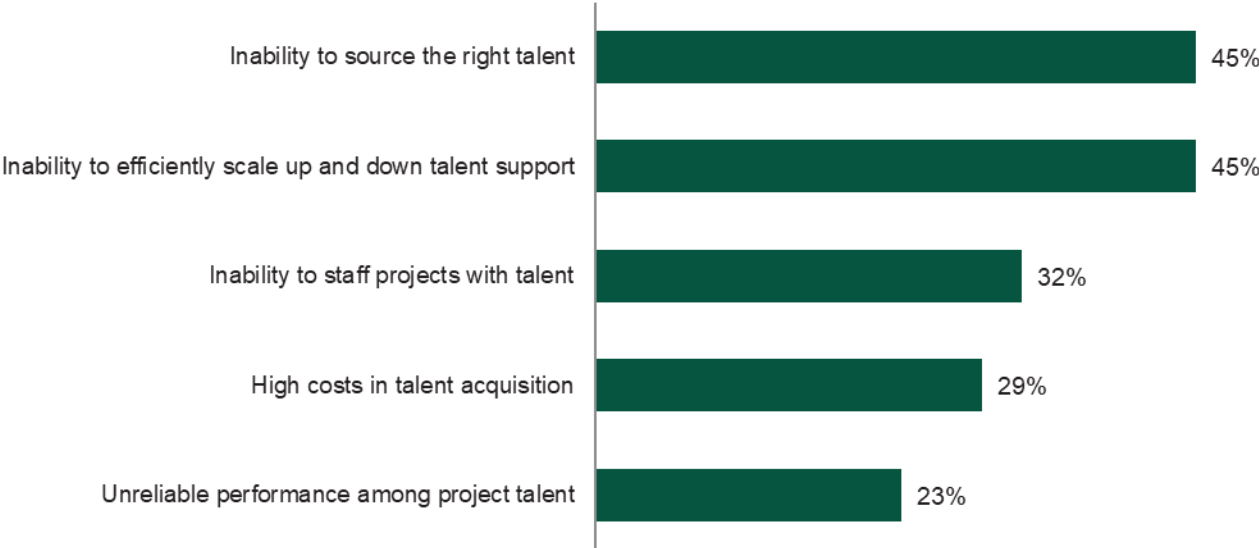 Inability to source the right talent 45%
Inability to efficiently scale up and down talent support 45%
Inability to staff projects with talent 32%
High costs in talent acquisition 29%
Unreliable performance among project talent 23%